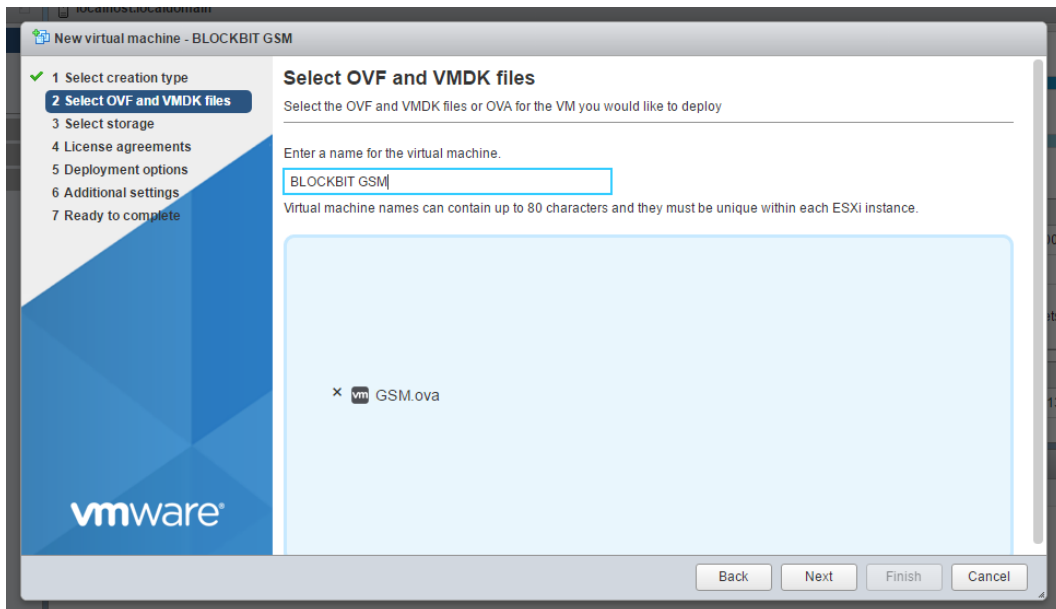 localhost.localdomain
New virtual machine - BLOCKBIT GSM
1 Select creation type
2 Select OVF and VMDK files
3 Select storage
4 License agreements
5 Deployment options
6 Additional settings
7 Ready to complete
vmware®
Select OVF and VMDK files
Select the OVF and VMDK files or OVA for the VM you would like to deploy
Enter a name for the virtual machine.
BLOCKBIT GSM
Virtual machine names can contain up to 80 characters and they must be unique within each ESXi instance.
× vm GSM.ova
Back Next Finish Cancel